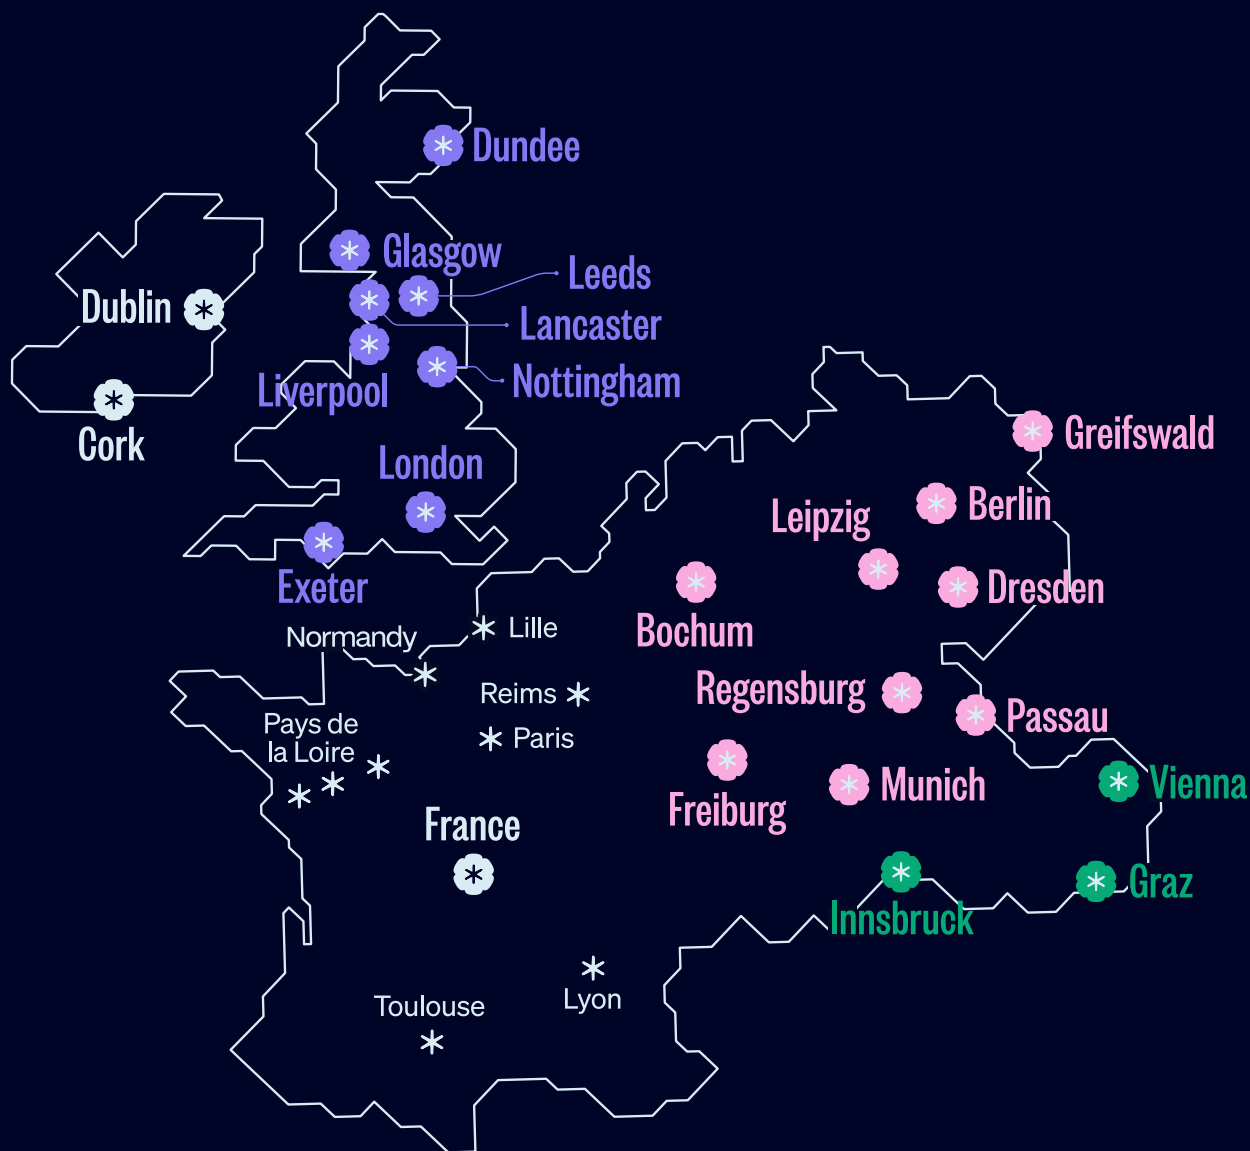 Dundee
Glasgow
Leeds
Dublin
Lancaster
Liverpool
Nottingham
Cork
London
Greifswald
Leipzig
Berlin
Exeter
Dresden
Bochum
Normandy
Lille
Reims
Regensburg
Passau
Pays de
la Loire
Paris
Freiburg
Munich
Vienna
France
Graz
Innsbruck
Toulouse
Lyon